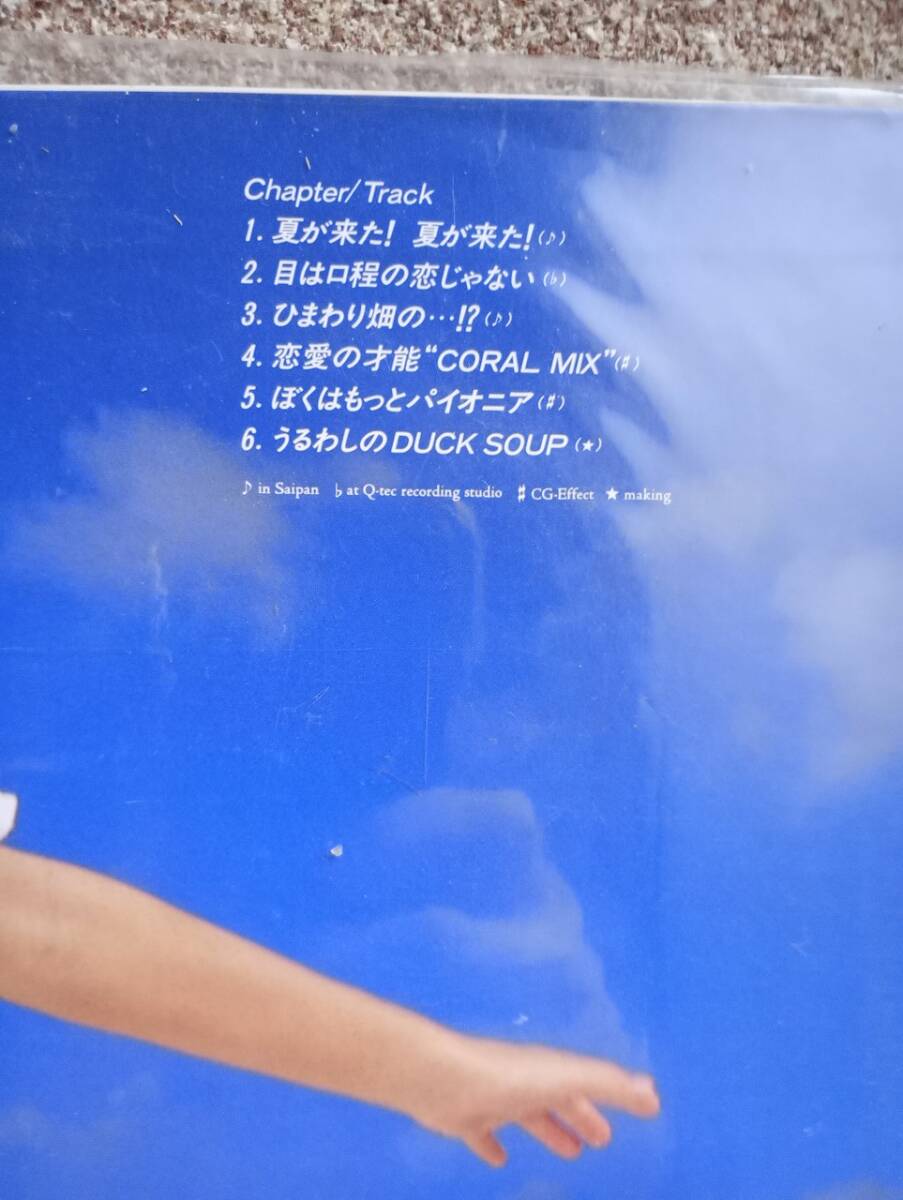 Chapter/Track
1. 夏が来た! 夏が来た!(♪)
2. 目は口程の恋じゃない(♭)
3. ひまわり畑の…!?(♪)
4. 恋愛の才能“CORAL MIX”(♯)
5. ぼくはもっとパイオニア(♯)
6. うるわしのDUCK SOUP(★)
♪ in Saipan ♭ at Q-tec recording studio ♯ CG-Effect ★ making